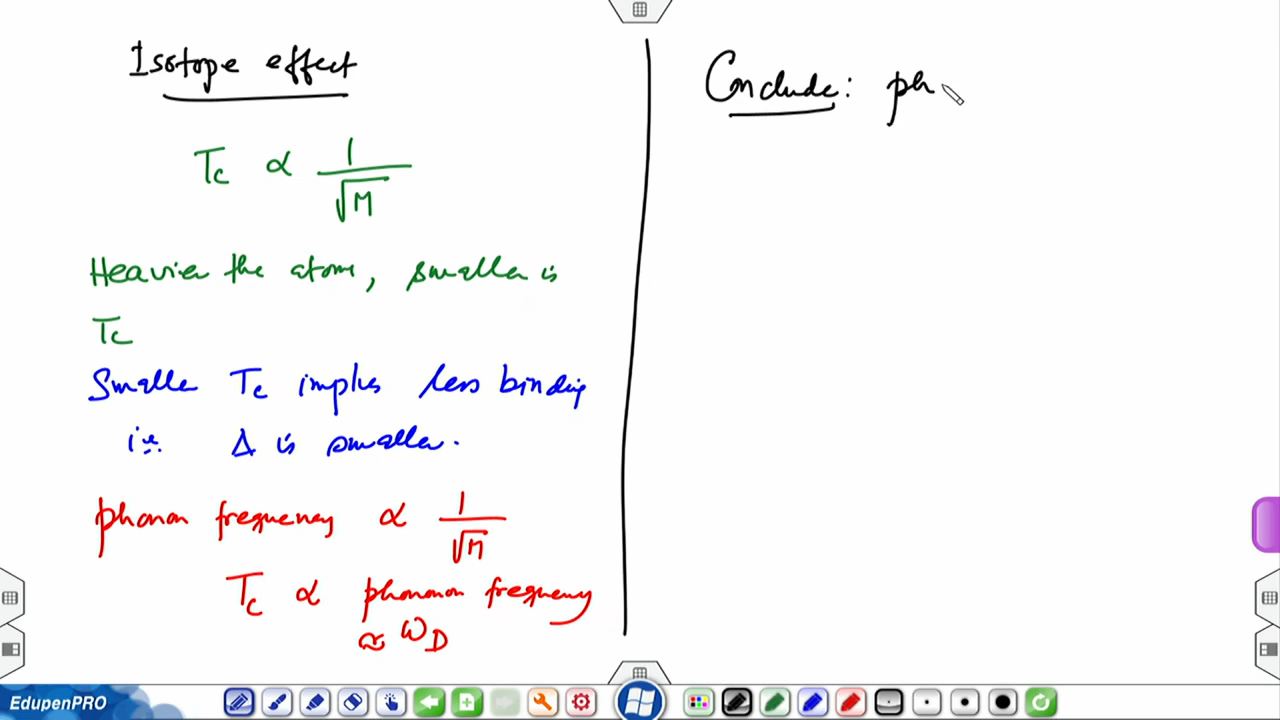 Isotope effect
Tc ∝ 1/√M
Heavier the atom, smaller is
Tc
Smaller Tc implies less binding
i.e. Δ is smaller.
phonon frequency ∝ 1/√M
Tc ∝ phonon frequency
≈ ωD
Conclude: ph
EdupenPRO